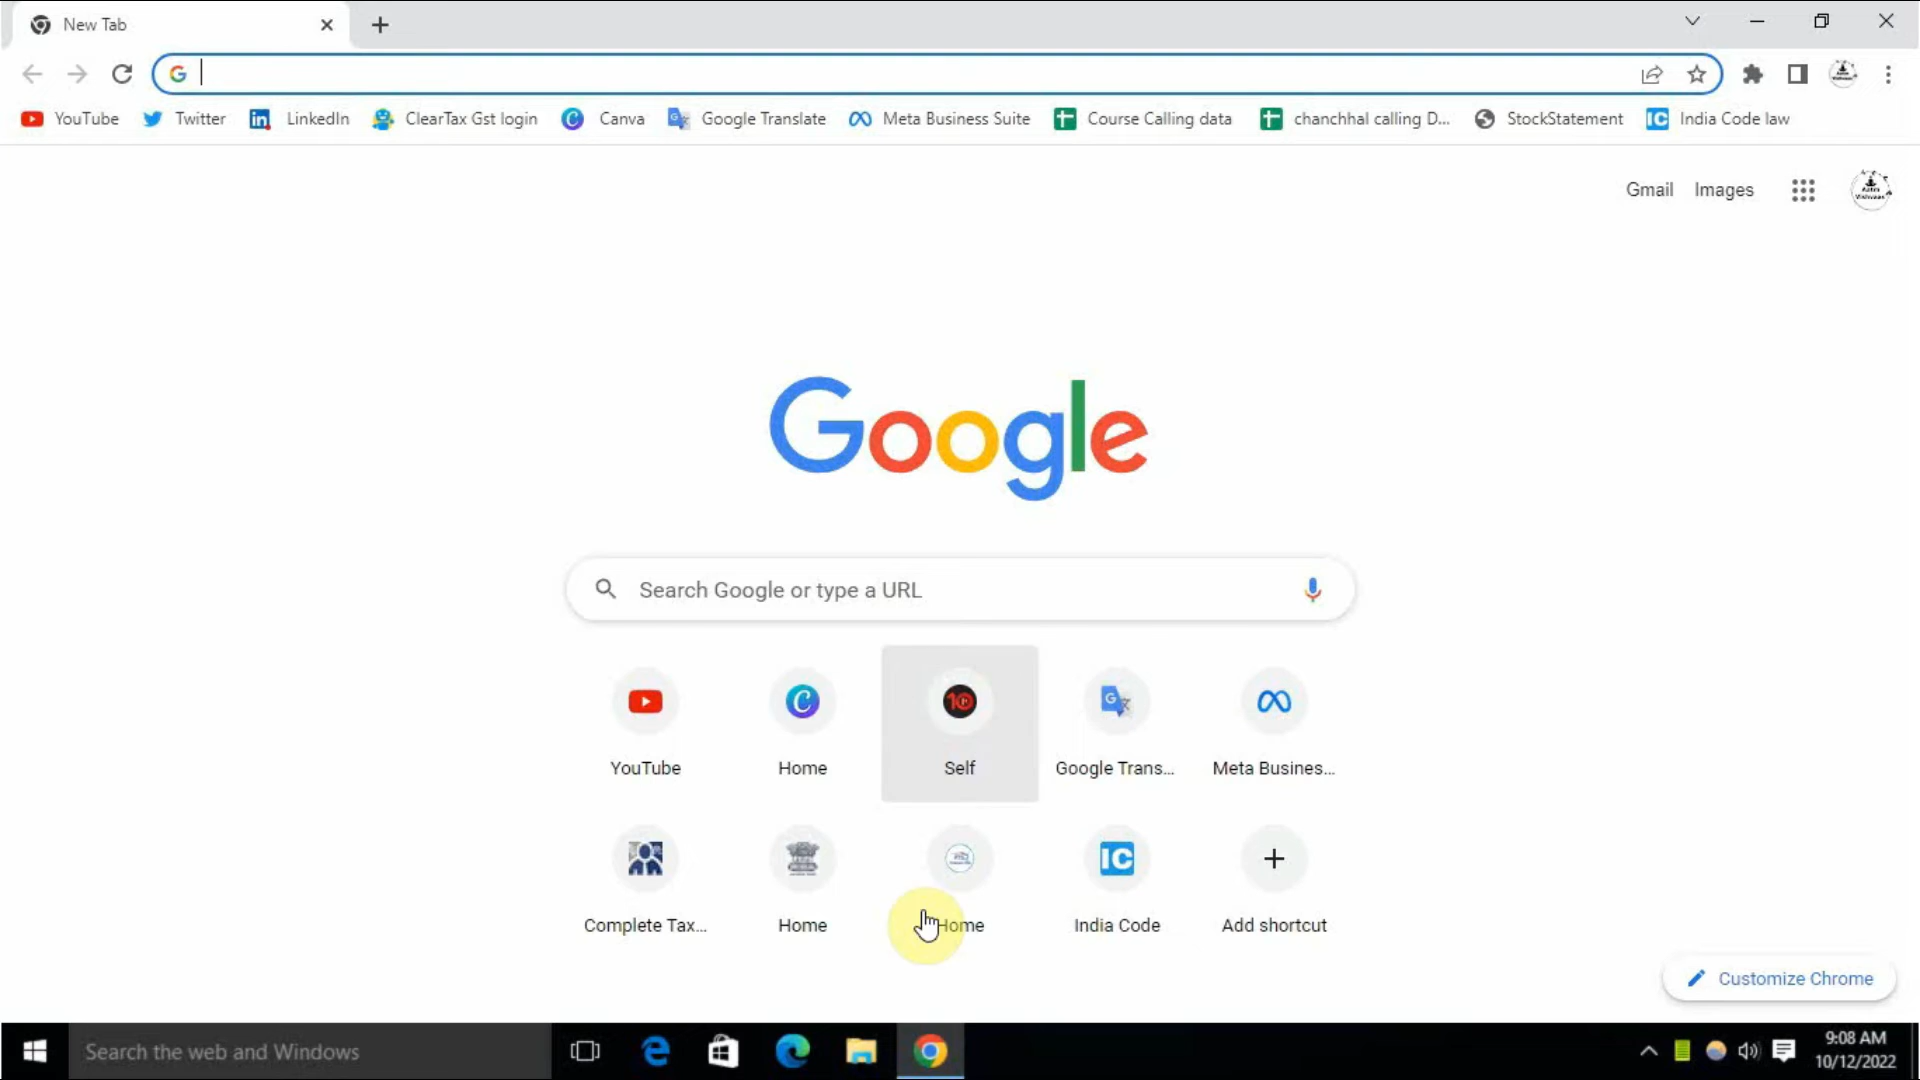 New Tab
YouTube Twitter LinkedIn ClearTax Gst login Canva Google Translate Meta Business Suite Course Calling data chanchhal calling D... StockStatement India Code law
Gmail Images
Google
Search Google or type a URL
YouTube Home Self Google Trans... Meta Busines...
Complete Tax... Home Home India Code Add shortcut
Customize Chrome
Search the web and Windows
9:08 AM
10/12/2022